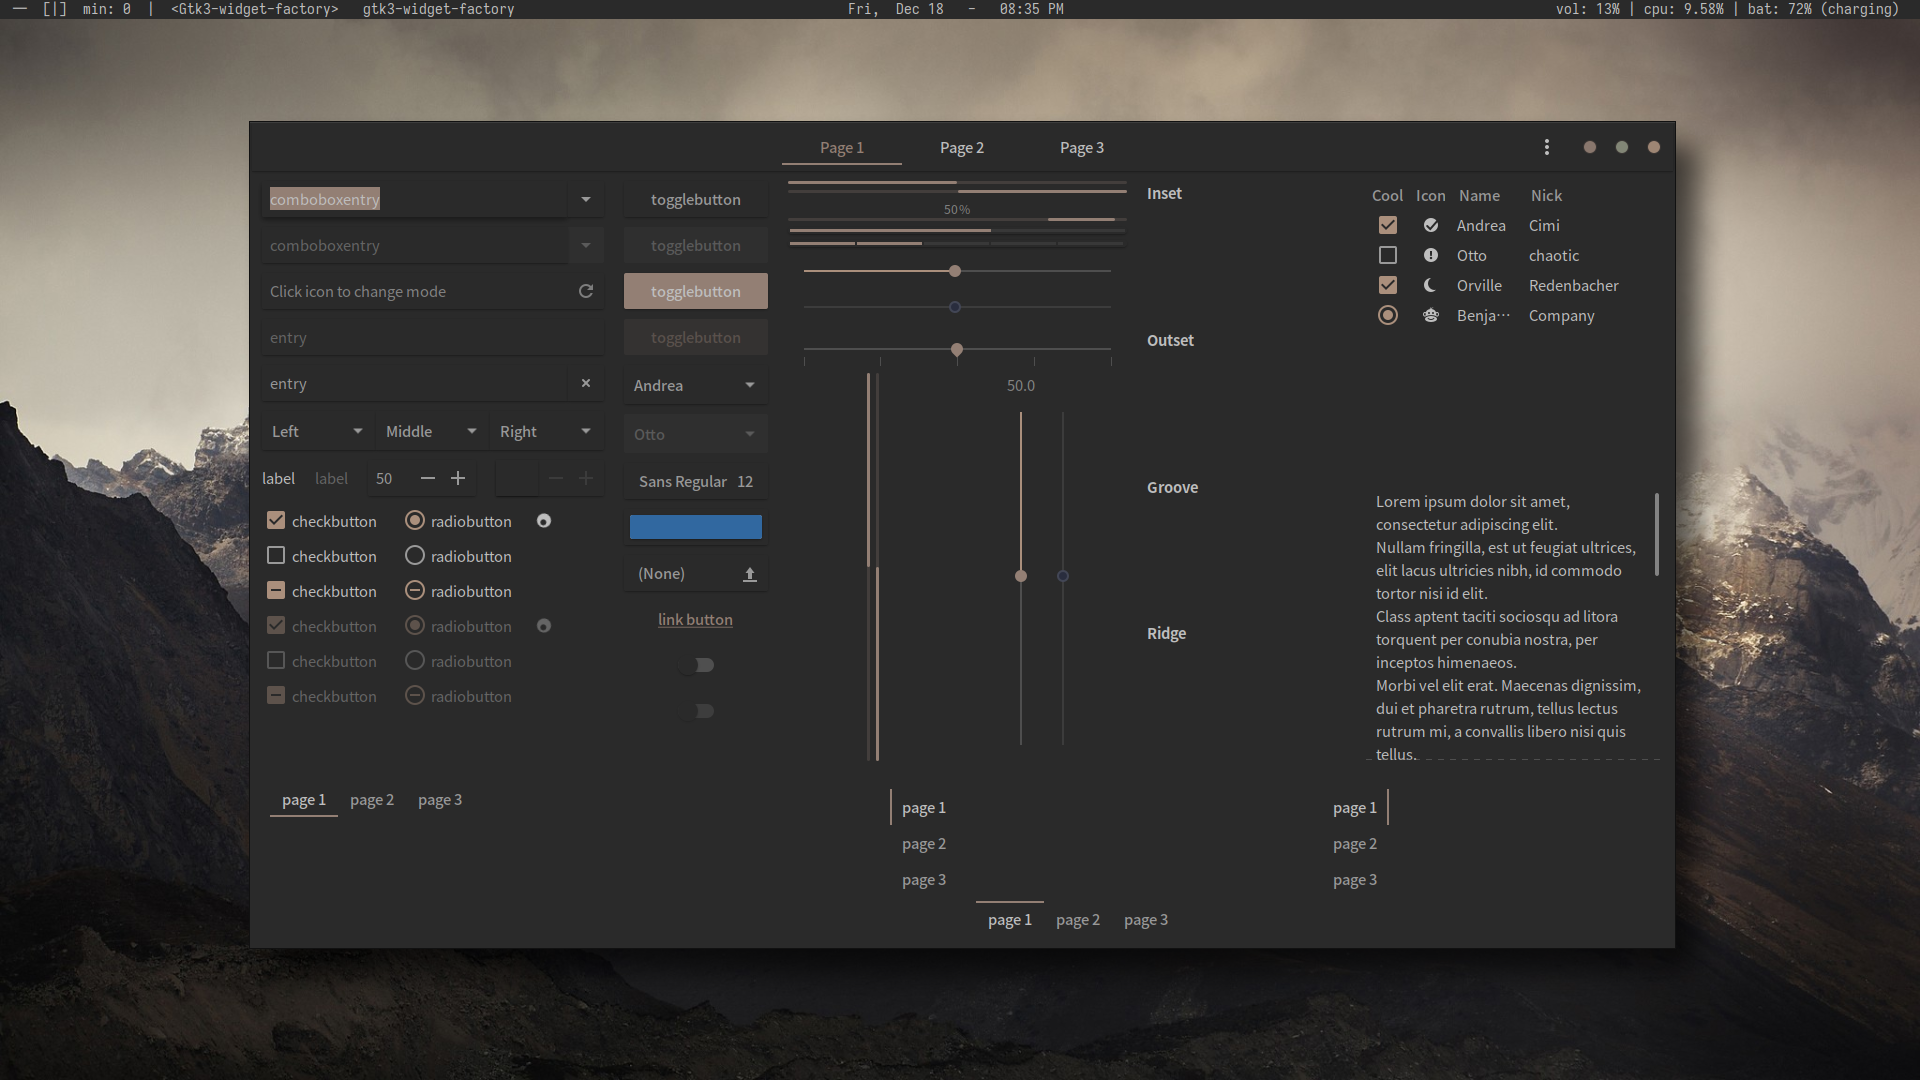 — [|] min: 0 | <Gtk3-widget-factory> gtk3-widget-factory
Fri, Dec 18 - 08:35 PM
vol: 13% | cpu: 9.58% | bat: 72% (charging)
Page 1 Page 2 Page 3
comboboxentry
comboboxentry
Click icon to change mode
entry
entry
Left Middle Right
label label 50
checkbutton radiobutton
checkbutton radiobutton
checkbutton radiobutton
checkbutton radiobutton
checkbutton radiobutton
checkbutton radiobutton
togglebutton
togglebutton
togglebutton
togglebutton
Andrea
Otto
Sans Regular 12
(None)
link button
50%
50.0
Inset
Outset
Groove
Ridge
Cool Icon Name Nick
Andrea Cimi
Otto chaotic
Orville Redenbacher
Benja... Company
Lorem ipsum dolor sit amet,
consectetur adipiscing elit.
Nullam fringilla, est ut feugiat ultrices,
elit lacus ultricies nibh, id commodo
tortor nisi id elit.
Class aptent taciti sociosqu ad litora
torquent per conubia nostra, per
inceptos himenaeos.
Morbi vel elit erat. Maecenas dignissim,
dui et pharetra rutrum, tellus lectus
rutrum mi, a convallis libero nisi quis
tellus.
page 1 page 2 page 3
page 1
page 2
page 3
page 1 page 2 page 3
page 1
page 2
page 3